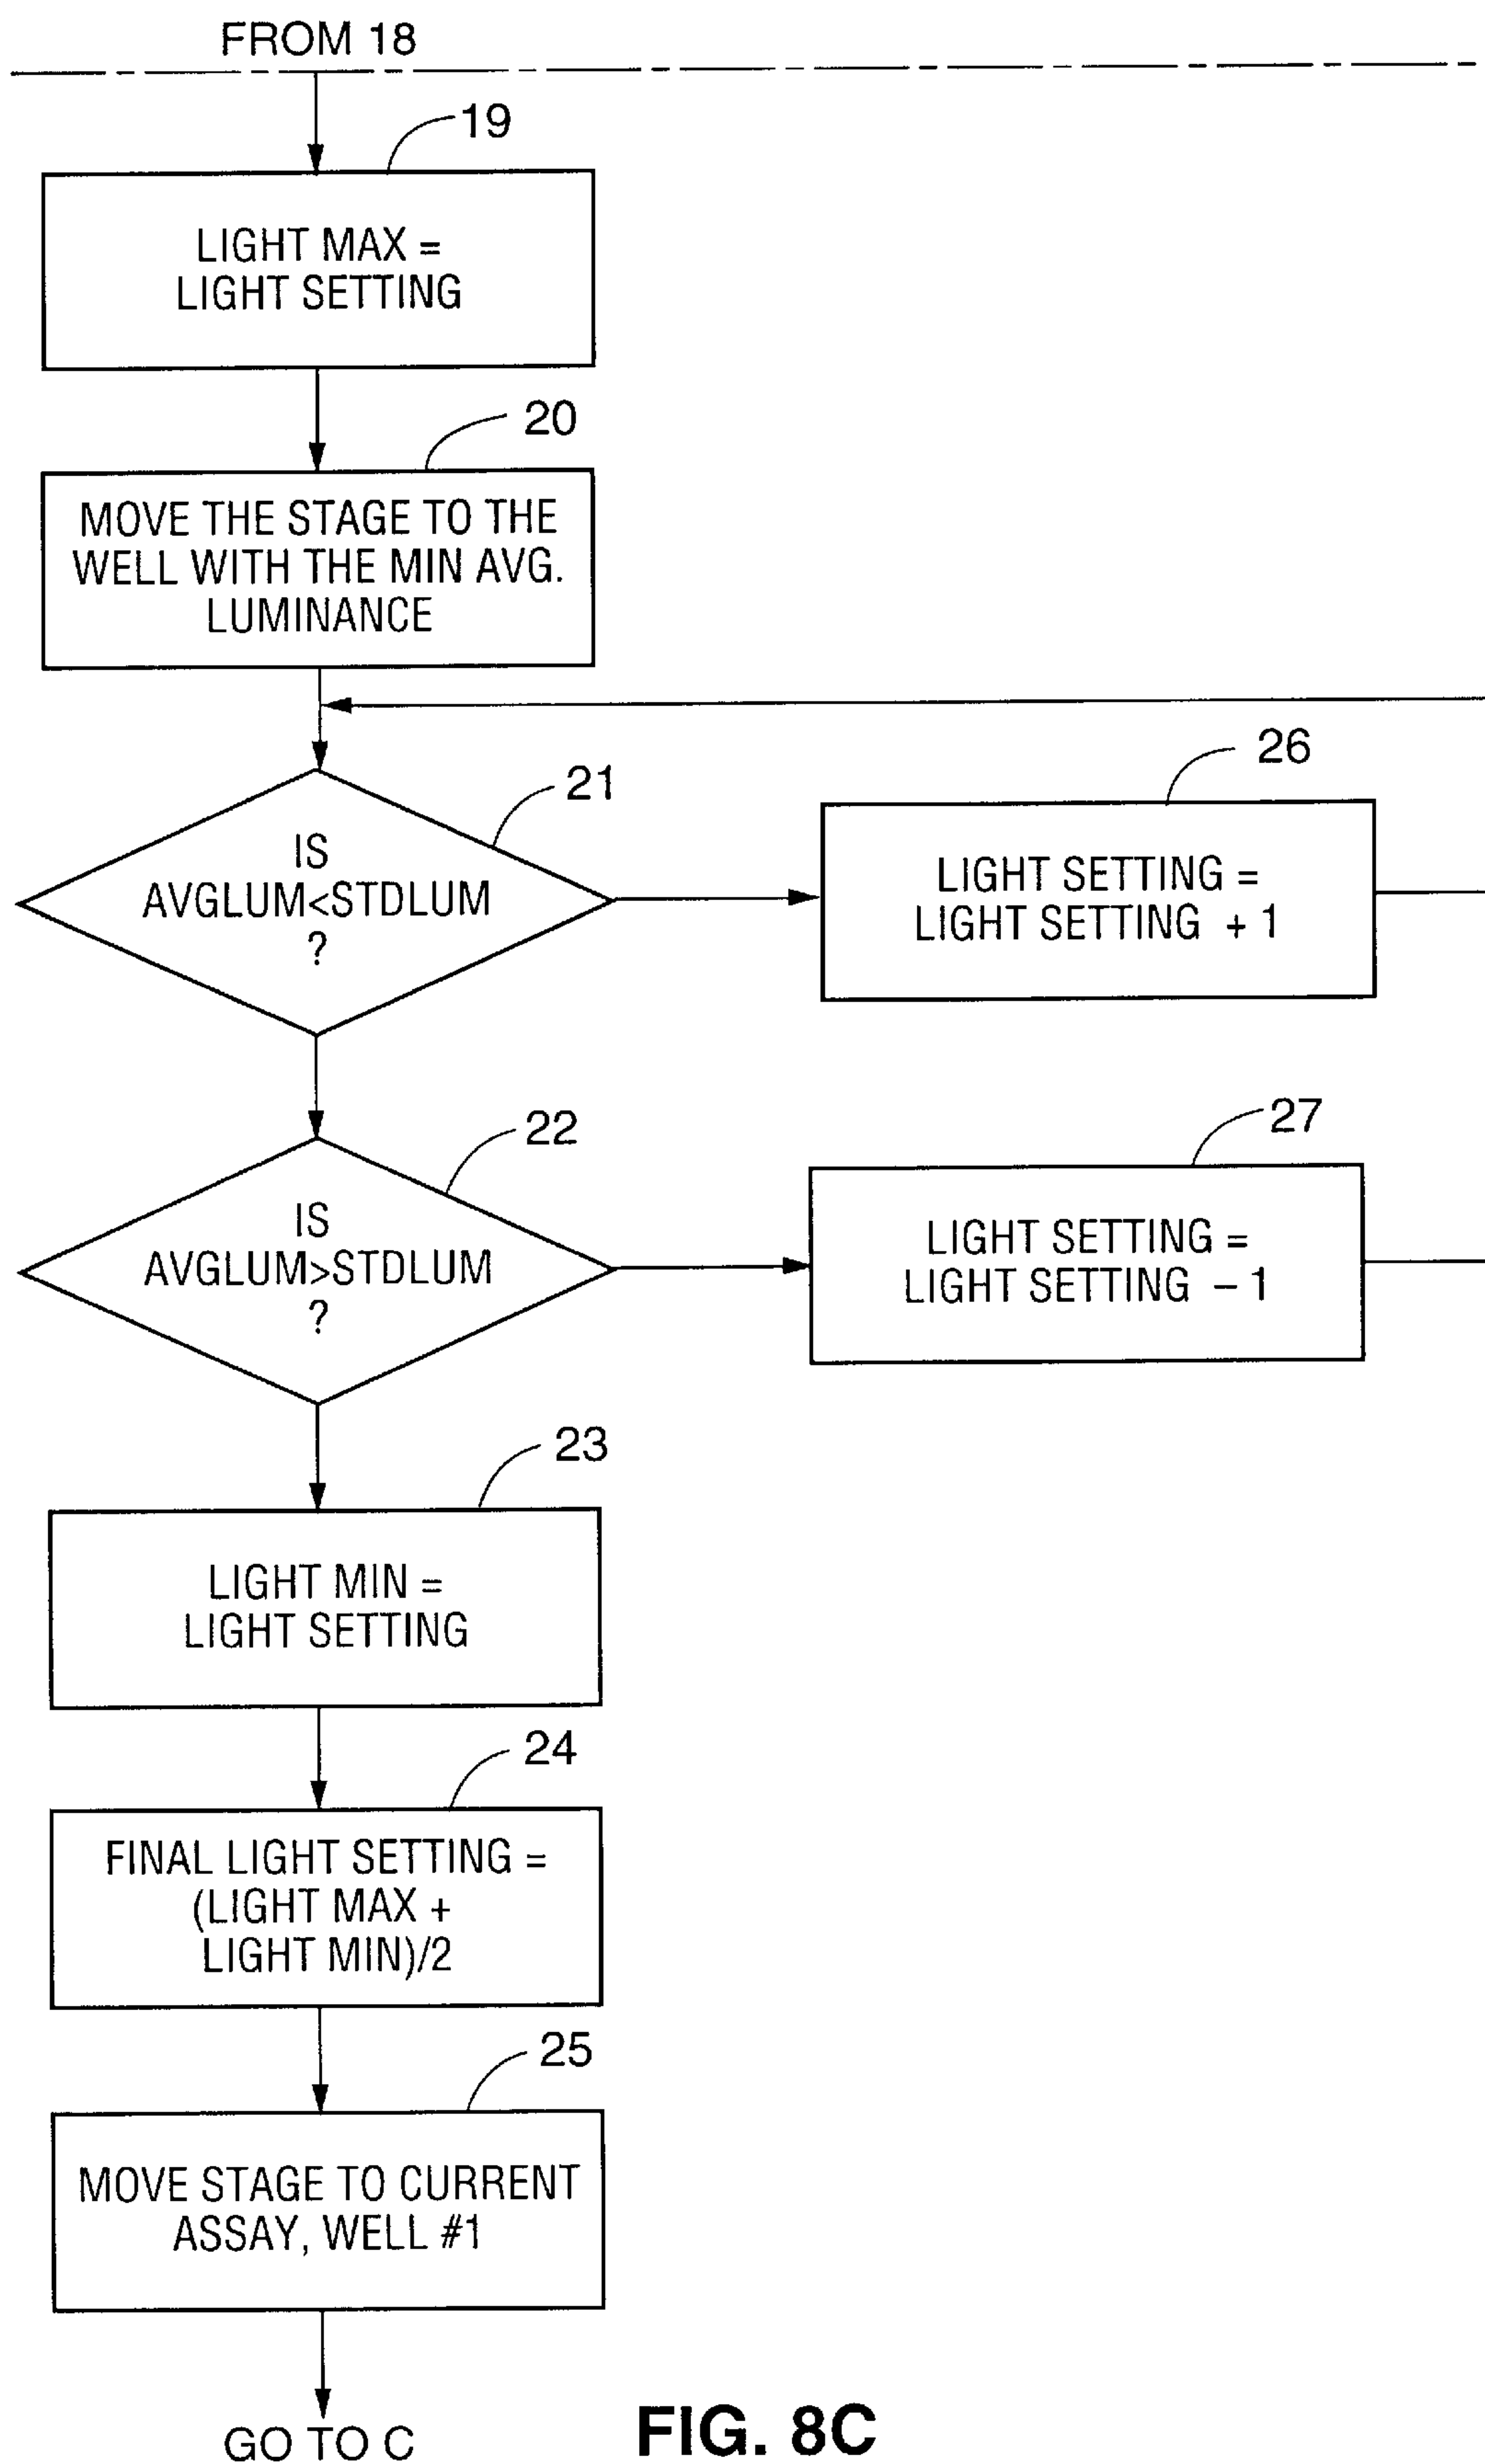 FROM 18
19
LIGHT MAX =
LIGHT SETTING
20
MOVE THE STAGE TO THE
WELL WITH THE MIN AVG.
LUMINANCE
21
IS
AVGLUM<STDLUM
?
26
LIGHT SETTING =
LIGHT SETTING + 1
22
IS
AVGLUM>STDLUM
?
27
LIGHT SETTING =
LIGHT SETTING – 1
23
LIGHT MIN =
LIGHT SETTING
24
FINAL LIGHT SETTING =
(LIGHT MAX +
LIGHT MIN)/2
25
MOVE STAGE TO CURRENT
ASSAY, WELL #1
GO TO C
FIG. 8C